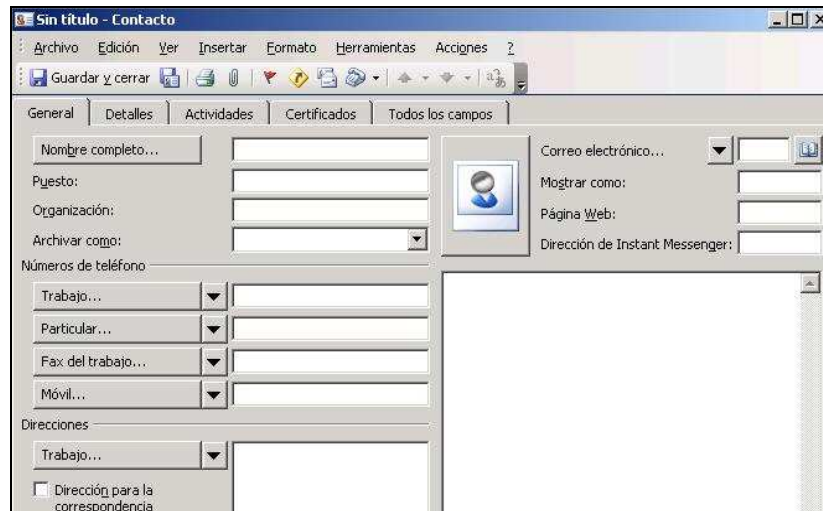 Sin título - Contacto
Archivo Edición Ver Insertar Formato Herramientas Acciones ?
Guardar y cerrar
General Detalles Actividades Certificados Todos los campos
Nombre completo...
Puesto:
Organización:
Archivar como:
Correo electrónico...
Mostrar como:
Página Web:
Dirección de Instant Messenger:
Números de teléfono
Trabajo...
Particular...
Fax del trabajo...
Móvil...
Direcciones
Trabajo...
Dirección para la
correspondencia